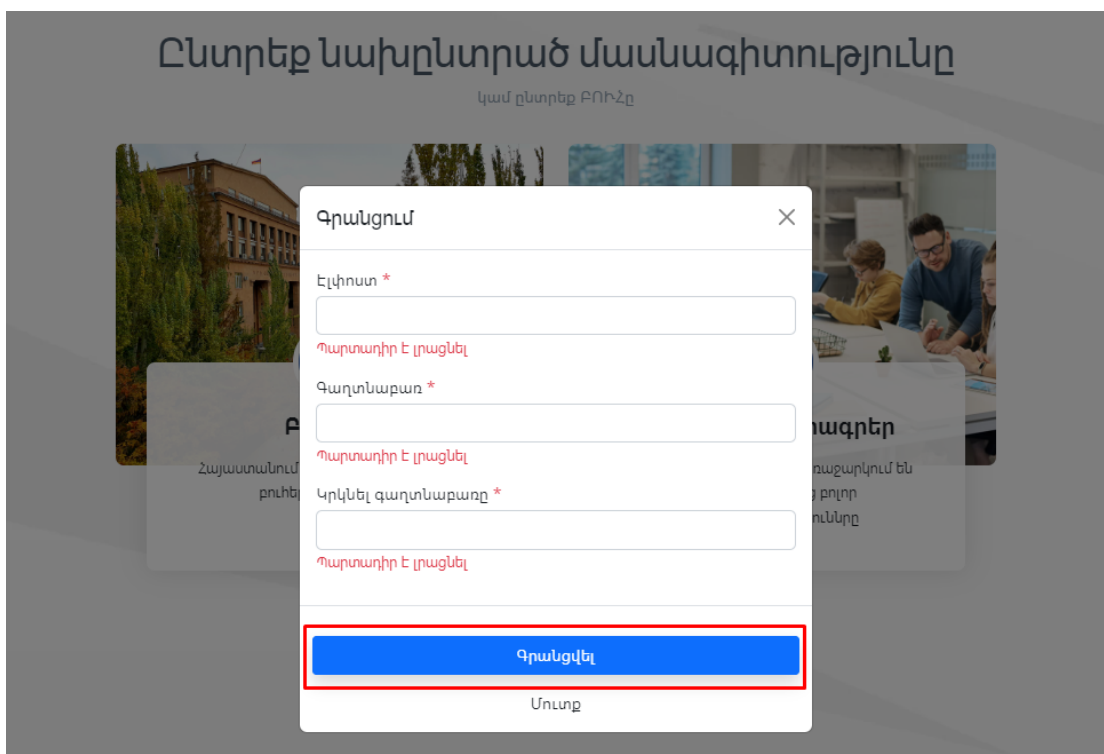 Ընտրեք նախընտրած մասնագիտությունը
կամ ընտրեք ԲՈՒՀը
Գրանցում
Էլփոստ *
Պարտադիր է լրացնել
Գաղտնաբառ *
Պարտադիր է լրացնել
Կրկնել գաղտնաբառը *
Պարտադիր է լրացնել
Գրանցվել
Մուտք
Հայաստանում